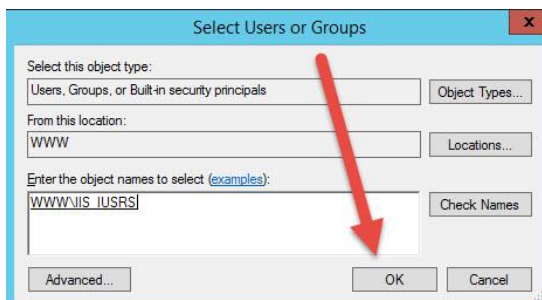 Select Users or Groups
x
Select this object type:
Users, Groups, or Built-in security principals
Object Types...
From this location:
WWW
Locations...
Enter the object names to select (examples):
WWW\IIS_IUSRS
Check Names
Advanced...
OK
Cancel